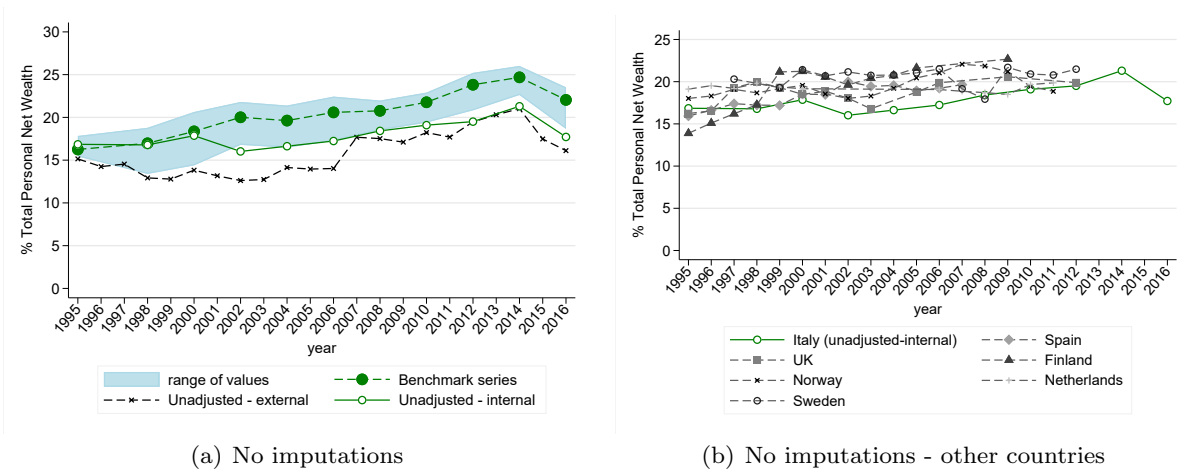 % Total Personal Net Wealth
30
25
20
15
10
5
0
1995 1996 1997 1998 1999 2000 2001 2002 2003 2004 2005 2006 2007 2008 2009 2010 2011 2012 2013 2014 2015 2016
year
range of values Benchmark series
Unadjusted - external Unadjusted - internal
(a) No imputations
% Total Personal Net Wealth
25
20
15
10
5
0
1995 1996 1997 1998 1999 2000 2001 2002 2003 2004 2005 2006 2007 2008 2009 2010 2011 2012 2013 2014 2015 2016
year
Italy (unadjusted-internal) Spain
UK Finland
Norway Netherlands
Sweden
(b) No imputations - other countries